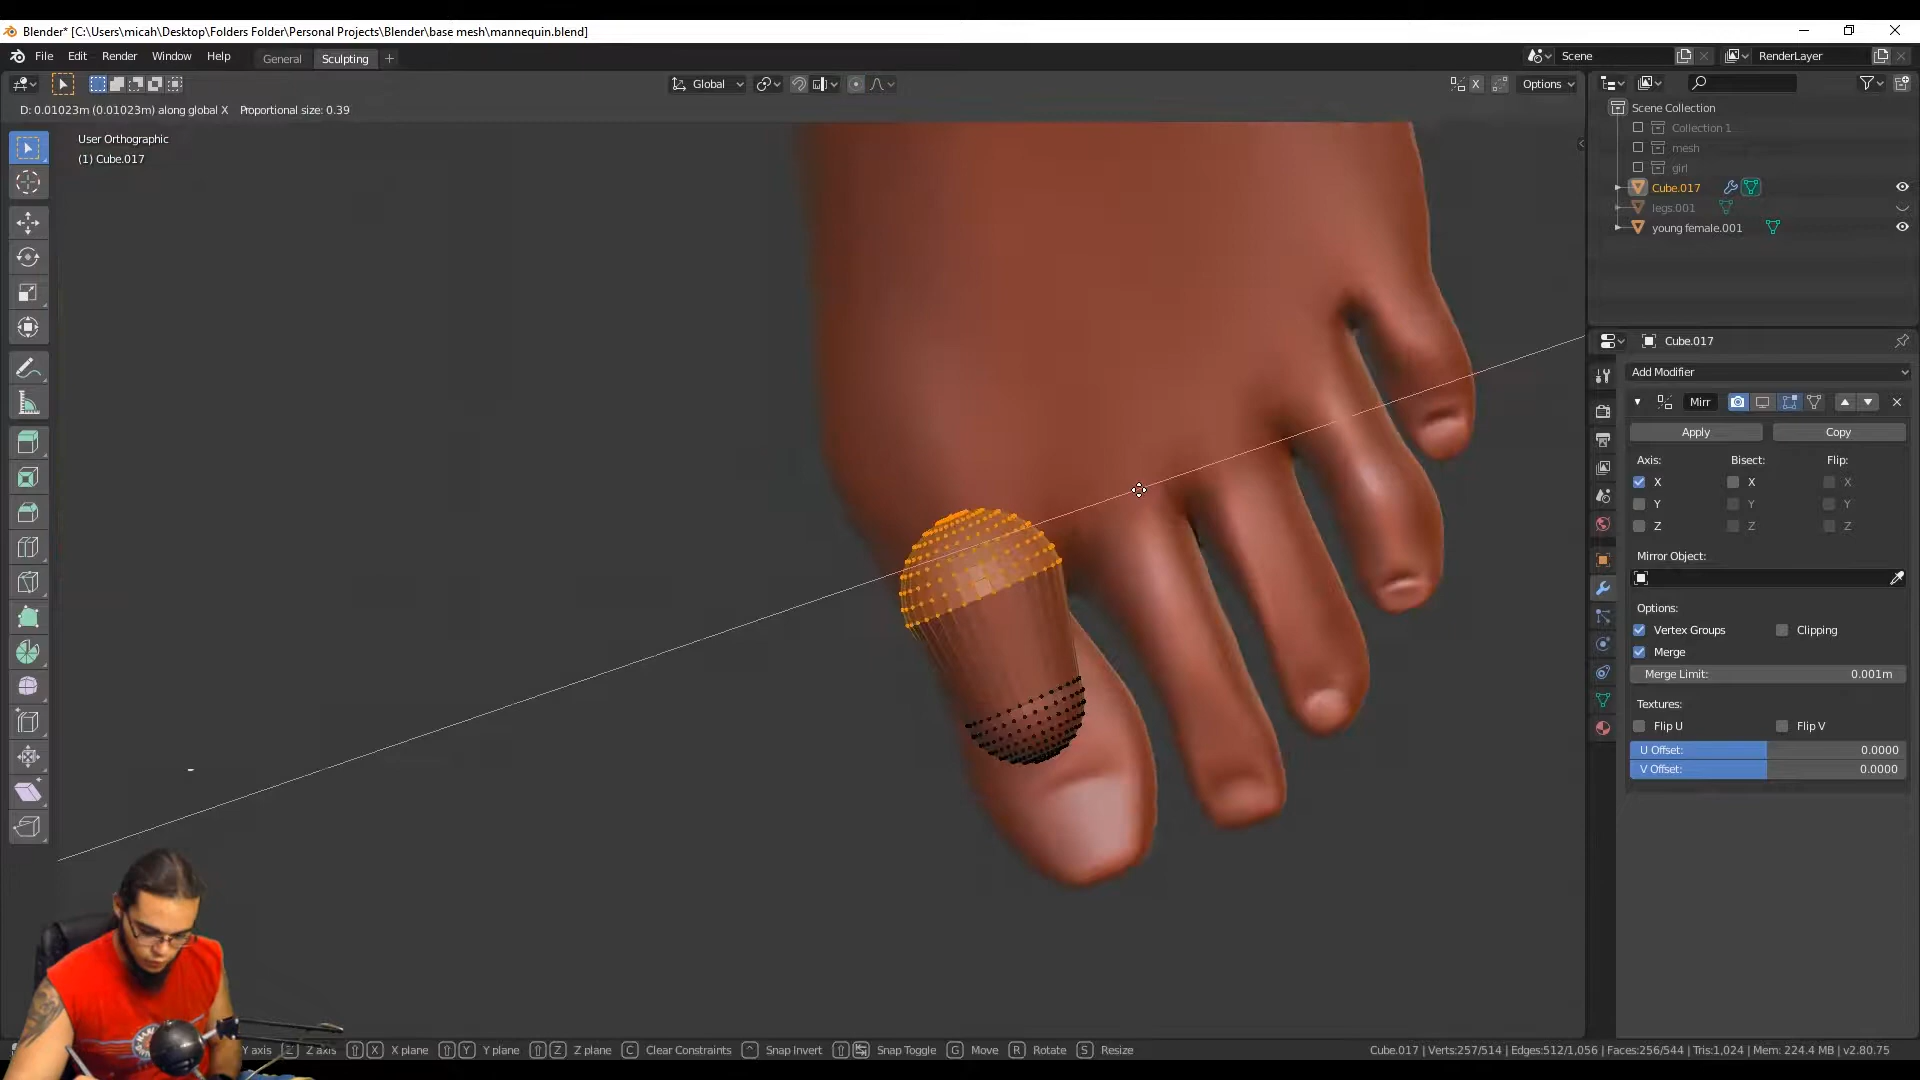 Blender* [C:\Users\micah\Desktop\Folders Folder\Personal Projects\Blender\base mesh\mannequin.blend]
File Edit Render Window Help General Sculpting + Scene RenderLayer
Global X Options
D: 0.01023m (0.01023m) along global X Proportional size: 0.39
User Orthographic
(1) Cube.017
Scene Collection
Collection 1
mesh
girl
Cube.017
legs.001
young female.001
Cube.017
Add Modifier
Mirr
Apply Copy
Axis: Bisect: Flip:
X X X
Y Y Y
Z Z Z
Mirror Object:
Options:
Vertex Groups Clipping
Merge
Merge Limit: 0.001m
Textures:
Flip U Flip V
U Offset: 0.0000
V Offset: 0.0000
Y axis Z Z axis X X plane Y Y plane Z Z plane C Clear Constraints Snap Invert Snap Toggle G Move R Rotate S Resize
Cube.017 | Verts:257/514 | Edges:512/1,056 | Faces:256/544 | Tris:1,024 | Mem: 224.4 MB | v2.80.75